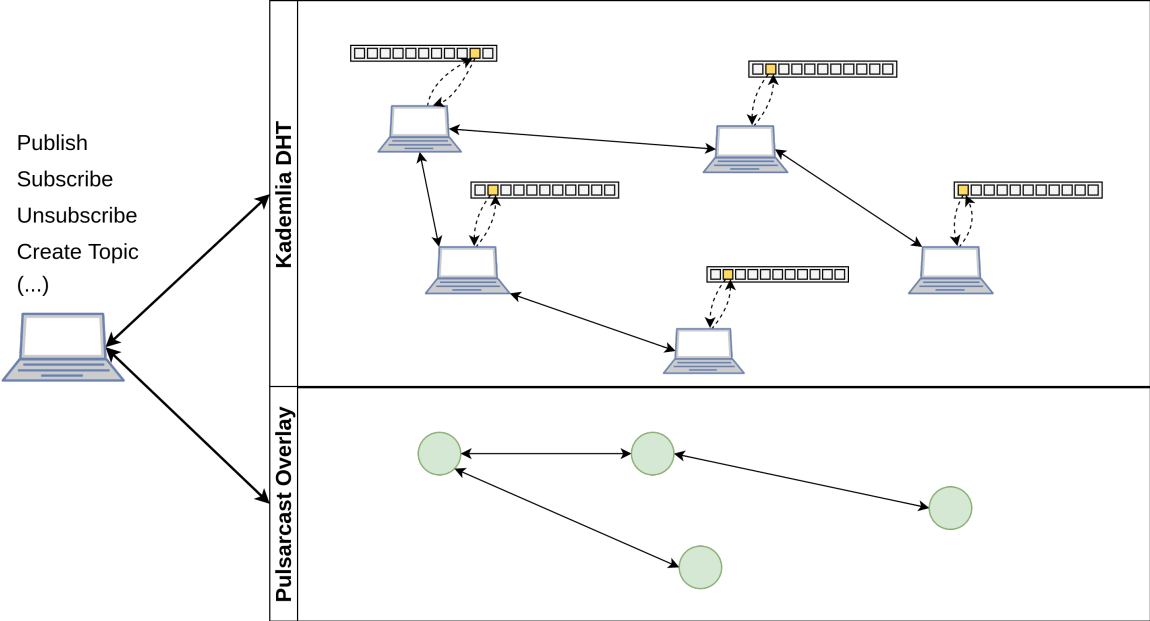 Publish
Subscribe
Unsubscribe
Create Topic
(...)
Kademlia DHT
Pulsarcast Overlay